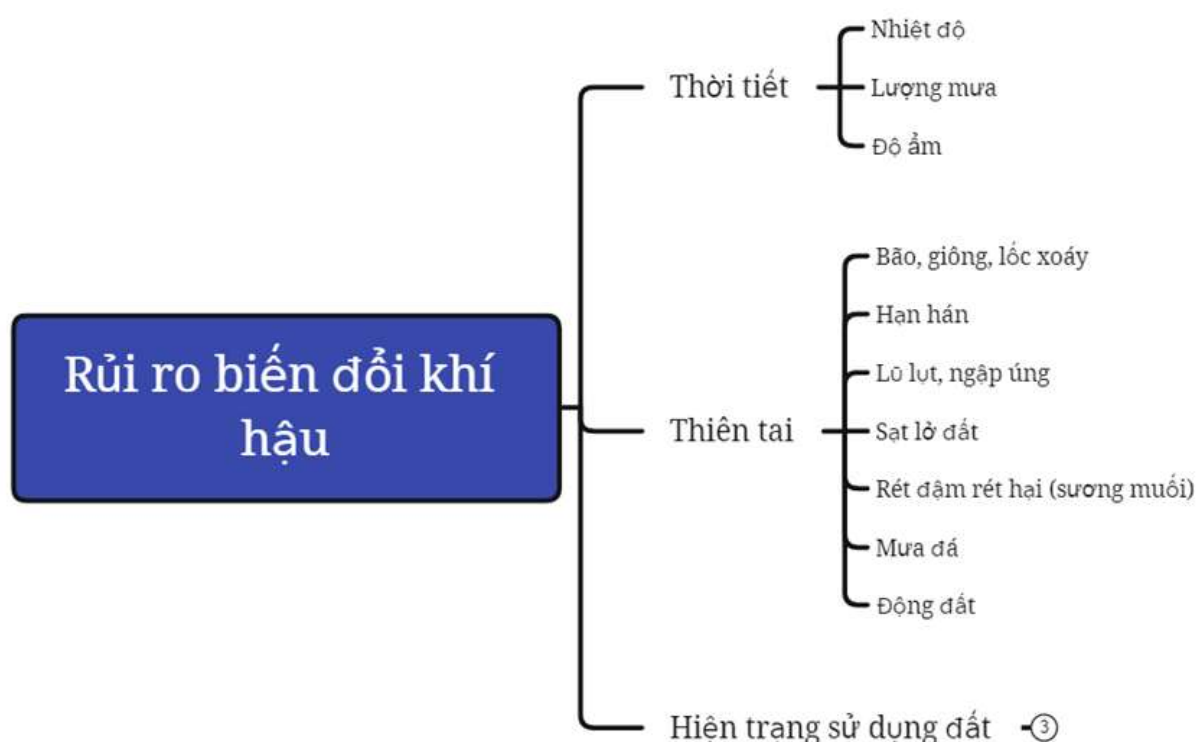 Rủi ro biến đổi khí
hậu
Thời tiết
Nhiệt độ
Lượng mưa
Độ ẩm
Thiên tai
Bão, giông, lốc xoáy
Hạn hán
Lũ lụt, ngập úng
Sạt lở đất
Rét đậm rét hại (sương muối)
Mưa đá
Động đất
Hiện trạng sử dụng đất
3